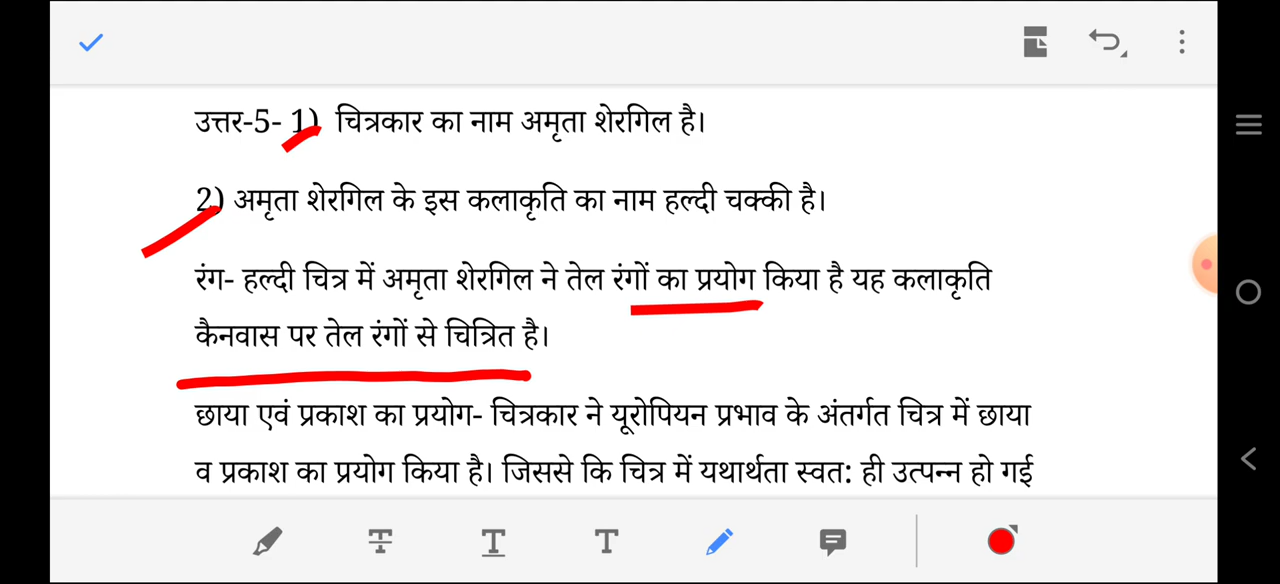 उत्तर-5- 1) चित्रकार का नाम अमृता शेरगिल है।
2) अमृता शेरगिल के इस कलाकृति का नाम हल्दी चक्की है।
रंग- हल्दी चित्र में अमृता शेरगिल ने तेल रंगों का प्रयोग किया है यह कलाकृति
कैनवास पर तेल रंगों से चित्रित है।
छाया एवं प्रकाश का प्रयोग- चित्रकार ने यूरोपियन प्रभाव के अंतर्गत चित्र में छाया
व प्रकाश का प्रयोग किया है। जिससे कि चित्र में यथार्थता स्वत: ही उत्पन्न हो गई